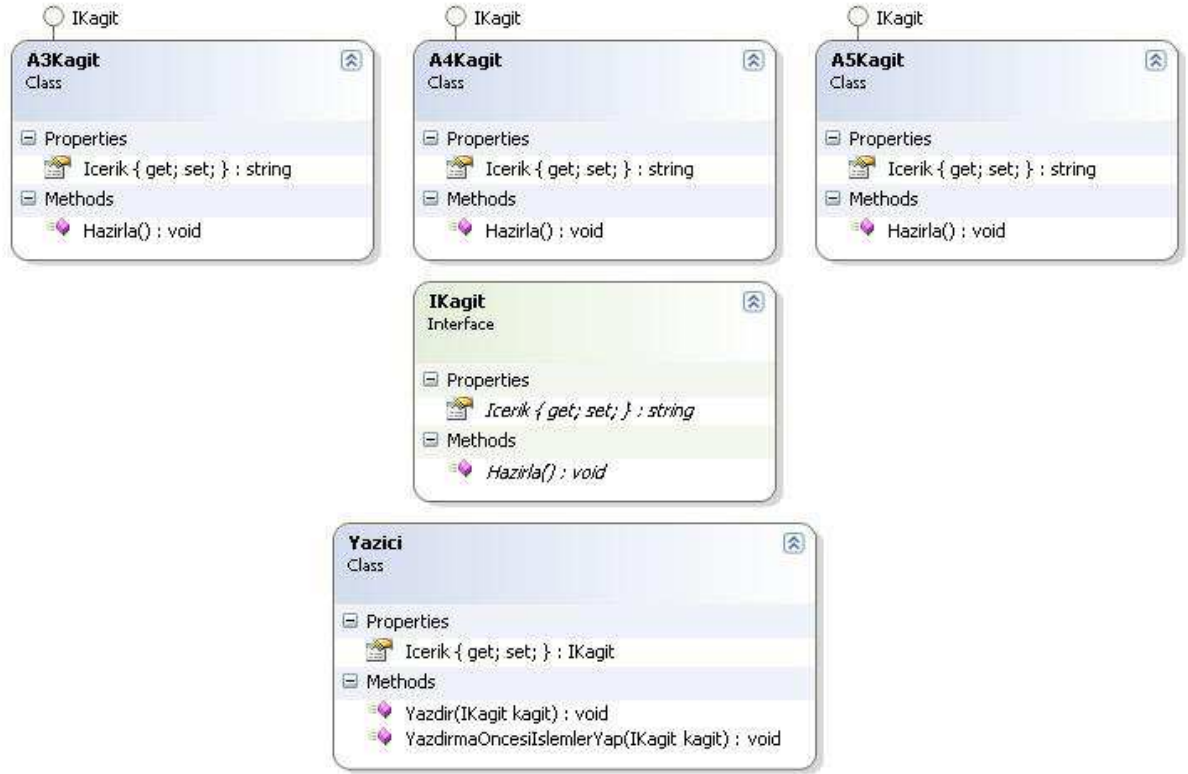 IKagit
A3Kagit
Class
Properties
Icerik { get; set; } : string
Methods
Hazirla() : void
IKagit
A4Kagit
Class
Properties
Icerik { get; set; } : string
Methods
Hazirla() : void
IKagit
A5Kagit
Class
Properties
Icerik { get; set; } : string
Methods
Hazirla() : void
IKagit
Interface
Properties
Icerik { get; set; } : string
Methods
Hazirla() : void
Yazici
Class
Properties
Icerik { get; set; } : IKagit
Methods
Yazdir(IKagit kagit) : void
YazdirmaOncesiIslemlerYap(IKagit kagit) : void